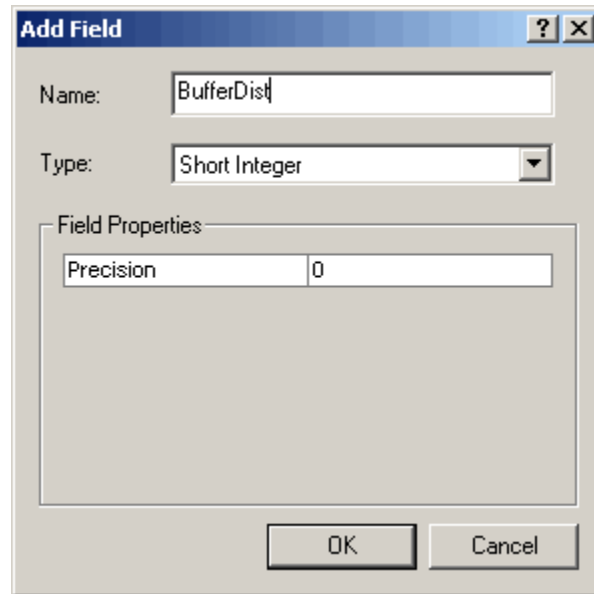 Add Field
Name: BufferDist
Type: Short Integer
Field Properties
Precision 0
OK Cancel